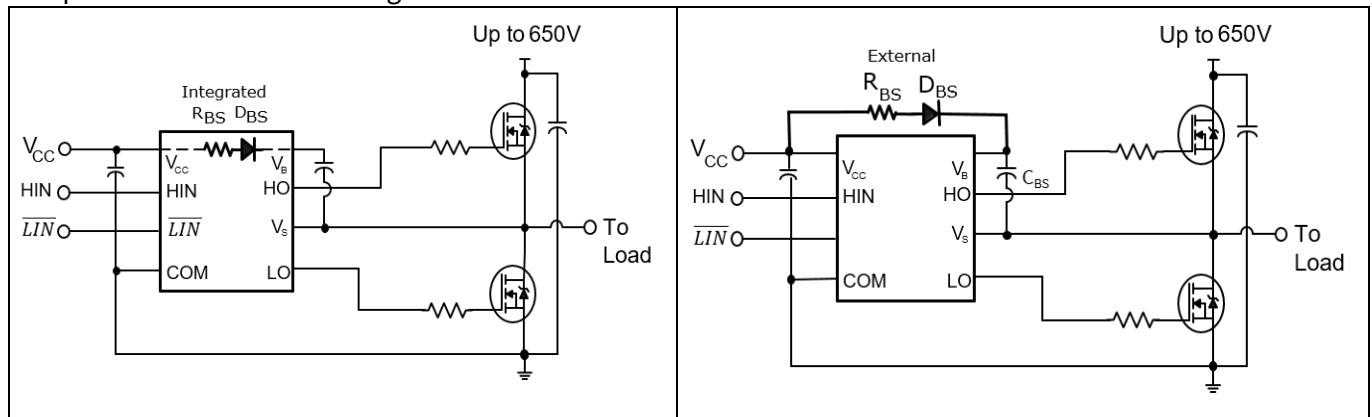 Up to 650V
Integrated
RBS DBS
VCC
VCC
VB
HIN
HIN
HO
LIN
LIN
VS
To
Load
COM
LO
Up to 650V
External
RBS
DBS
VCC
VCC
VB
CBS
HIN
HIN
HO
LIN
VS
To
Load
COM
LO